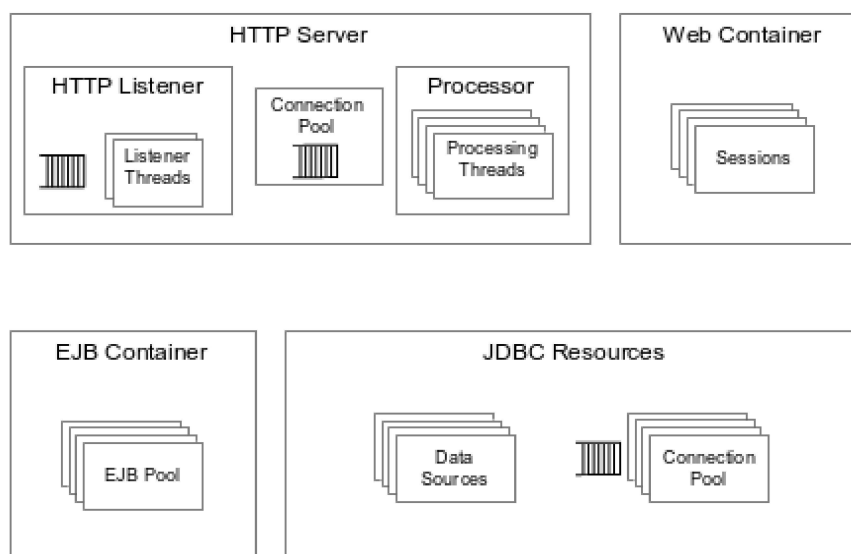 HTTP Server
HTTP Listener
Listener
Threads
Connection
Pool
Processor
Processing
Threads
Web Container
Sessions
EJB Container
EJB Pool
JDBC Resources
Data
Sources
Connection
Pool